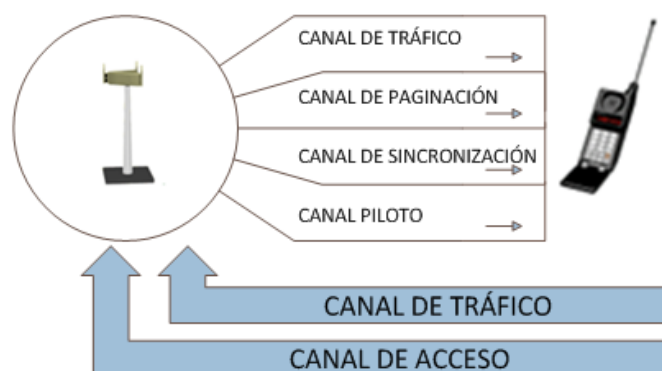 CANAL DE TRÁFICO
CANAL DE PAGINACIÓN
CANAL DE SINCRONIZACIÓN
CANAL PILOTO
CANAL DE TRÁFICO
CANAL DE ACCESO